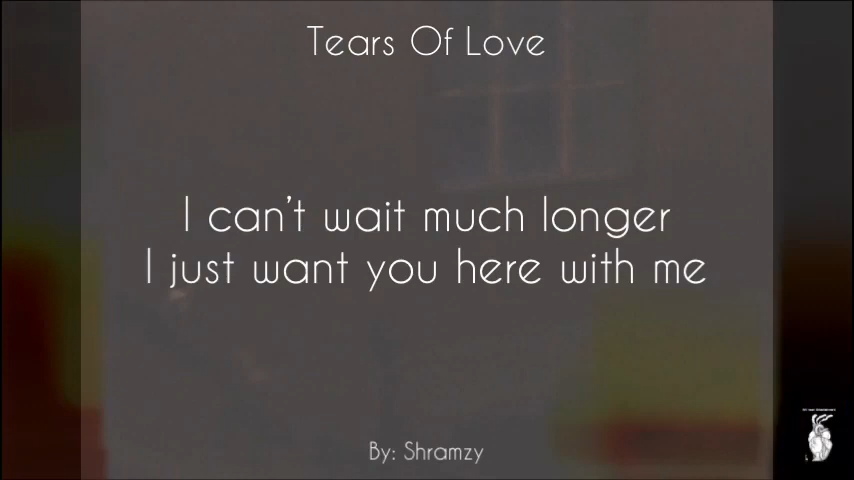 Tears Of Love
I can't wait much longer
I just want you here with me
By: Shramzy